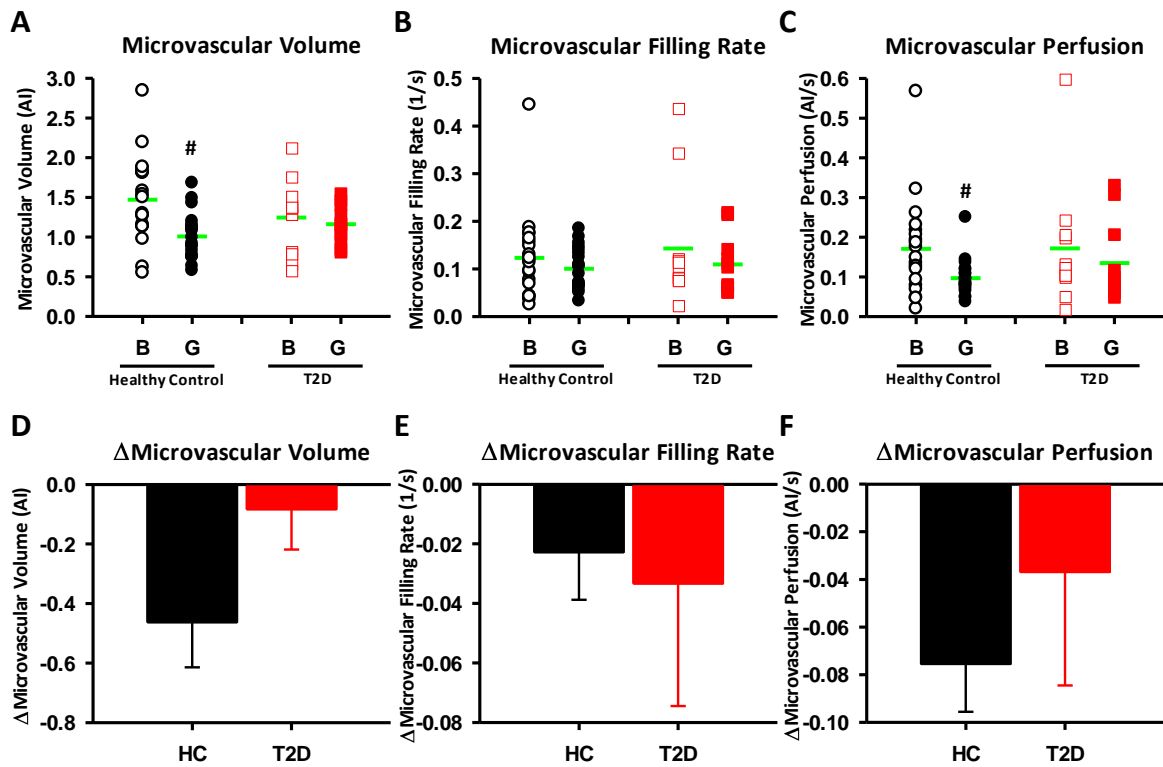 A
Microvascular Volume
Microvascular Volume (AI)
3.0
2.5
2.0
1.5
1.0
0.5
0.0
#
B G B G
Healthy Control T2D
B
Microvascular Filling Rate
Microvascular Filling Rate (1/s)
0.5
0.4
0.3
0.2
0.1
0.0
B G B G
Healthy Control T2D
C
Microvascular Perfusion
Microvascular Perfusion (AI/s)
0.6
0.5
0.4
0.3
0.2
0.1
0.0
#
B G B G
Healthy Control T2D
D
ΔMicrovascular Volume
ΔMicrovascular Volume (AI)
0.0
-0.2
-0.4
-0.6
-0.8
HC T2D
E
ΔMicrovascular Filling Rate
ΔMicrovascular Filling Rate (1/s)
0.00
-0.02
-0.04
-0.06
-0.08
HC T2D
F
ΔMicrovascular Perfusion
ΔMicrovascular Perfusion (AI/s)
0.00
-0.02
-0.04
-0.06
-0.08
-0.10
HC T2D